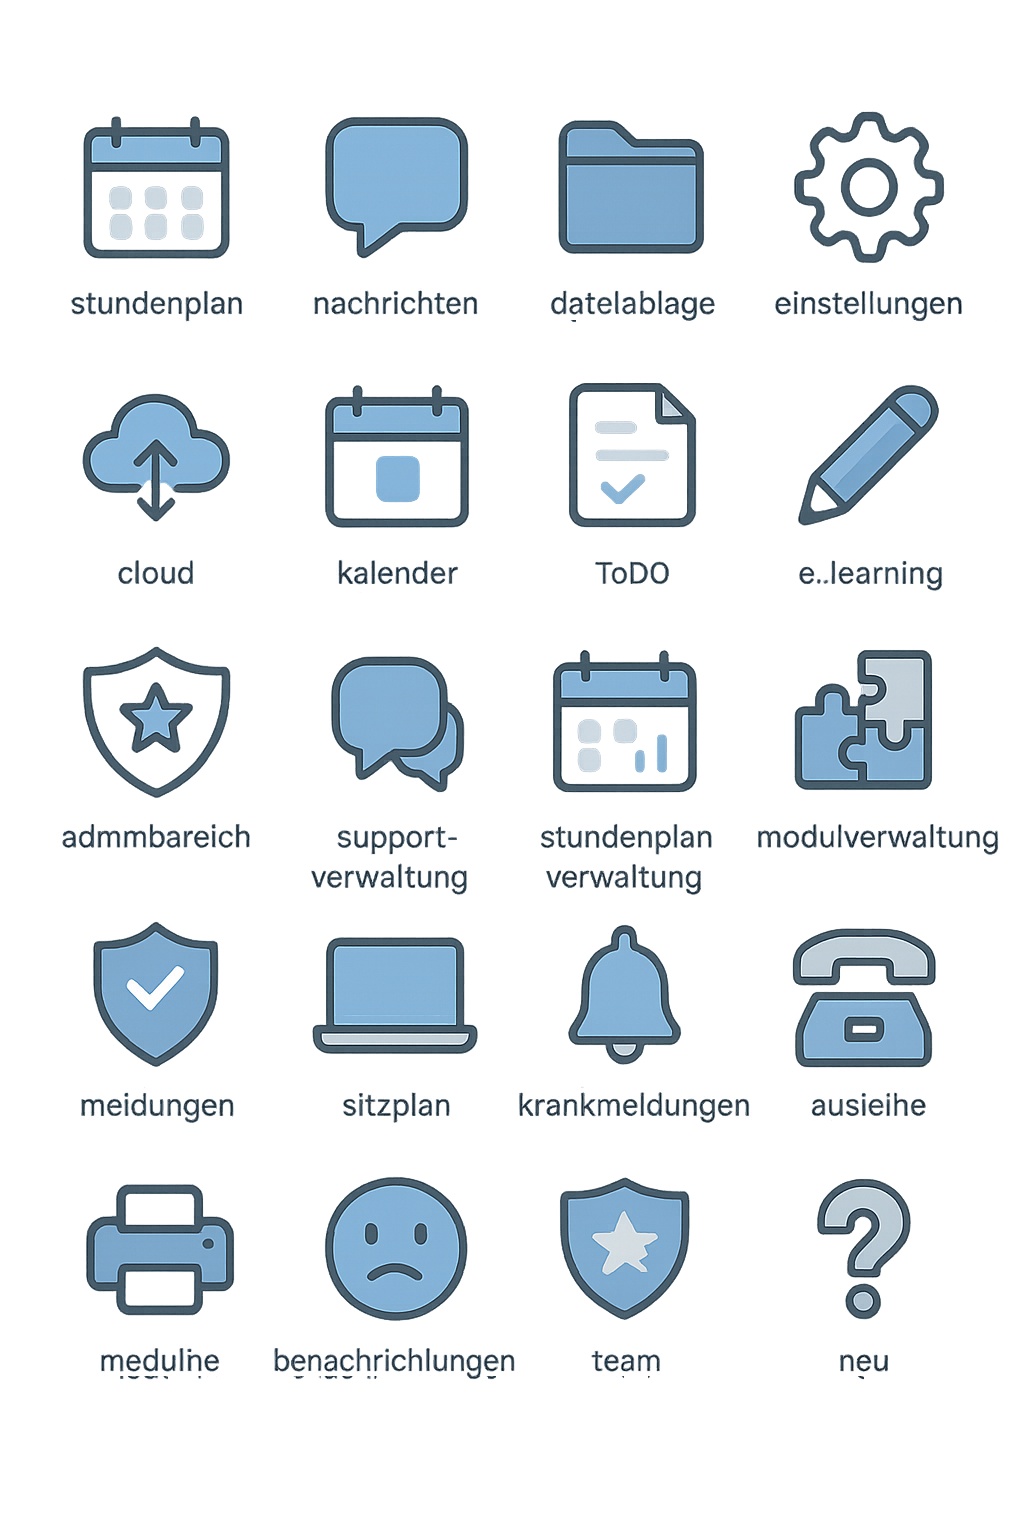 stundenplan nachrichten datelablage einstellungen
cloud kalender ToDO e..learning
admmbareich support- stundenplan modulverwaltung
verwaltung verwaltung
meidungen sitzplan krankmeldungen ausieihe
medulne benachrichlungen team neu